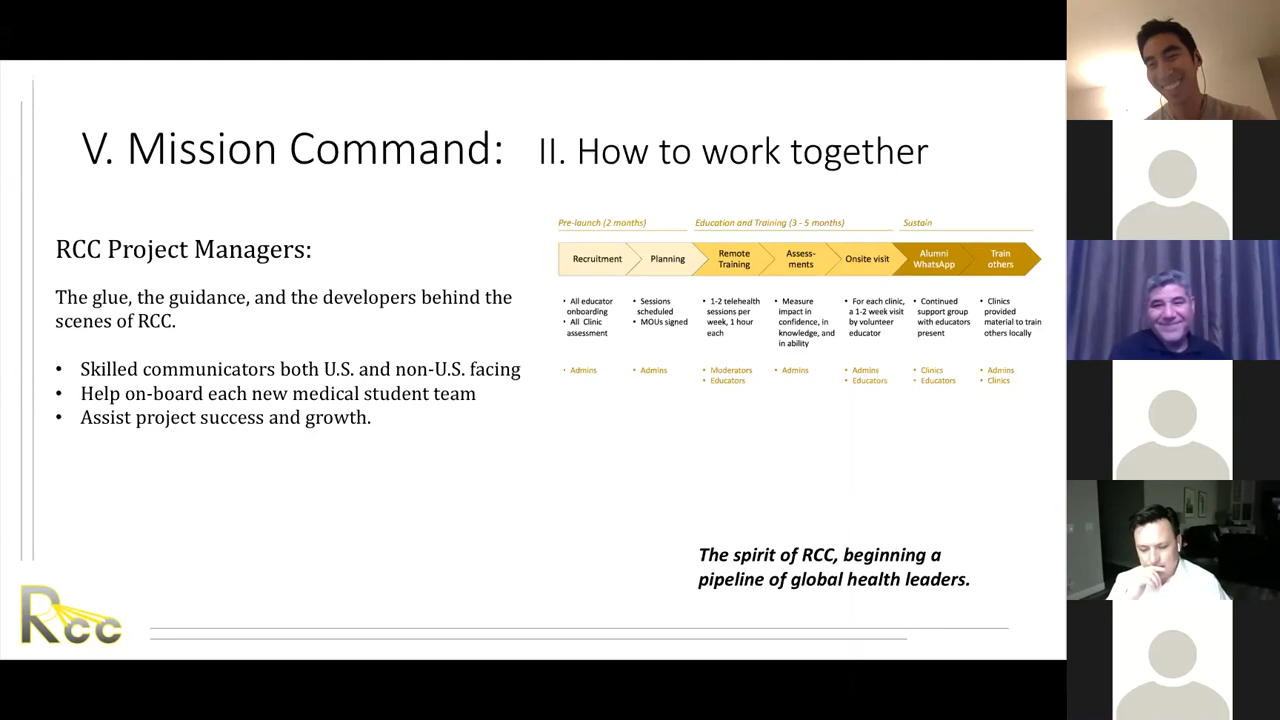 V. Mission Command: II. How to work together
RCC Project Managers:
The glue, the guidance, and the developers behind the
scenes of RCC.
• Skilled communicators both U.S. and non-U.S. facing
• Help on-board each new medical student team
• Assist project success and growth.
Pre-launch (2 months)
Education and Training (3 - 5 months)
Sustain
Recruitment
Planning
Remote
Training
Assess-
ments
Onsite visit
Alumni
WhatsApp
Train
others
• All educator
onboarding
• All Clinic
assessment
• Sessions
scheduled
• MOUs signed
• 1-2 telehealth
sessions per
week, 1 hour
each
• Measure
impact in
confidence, in
knowledge, and
in ability
• For each clinic,
a 1-2 week visit
by volunteer
educator
• Continued
support group
with educators
present
• Clinics
provided
material to train
others locally
• Admins
• Admins
• Moderators
• Educators
• Admins
• Admins
• Educators
• Clinics
• Educators
• Admins
• Clinics
The spirit of RCC, beginning a
pipeline of global health leaders.
Rcc